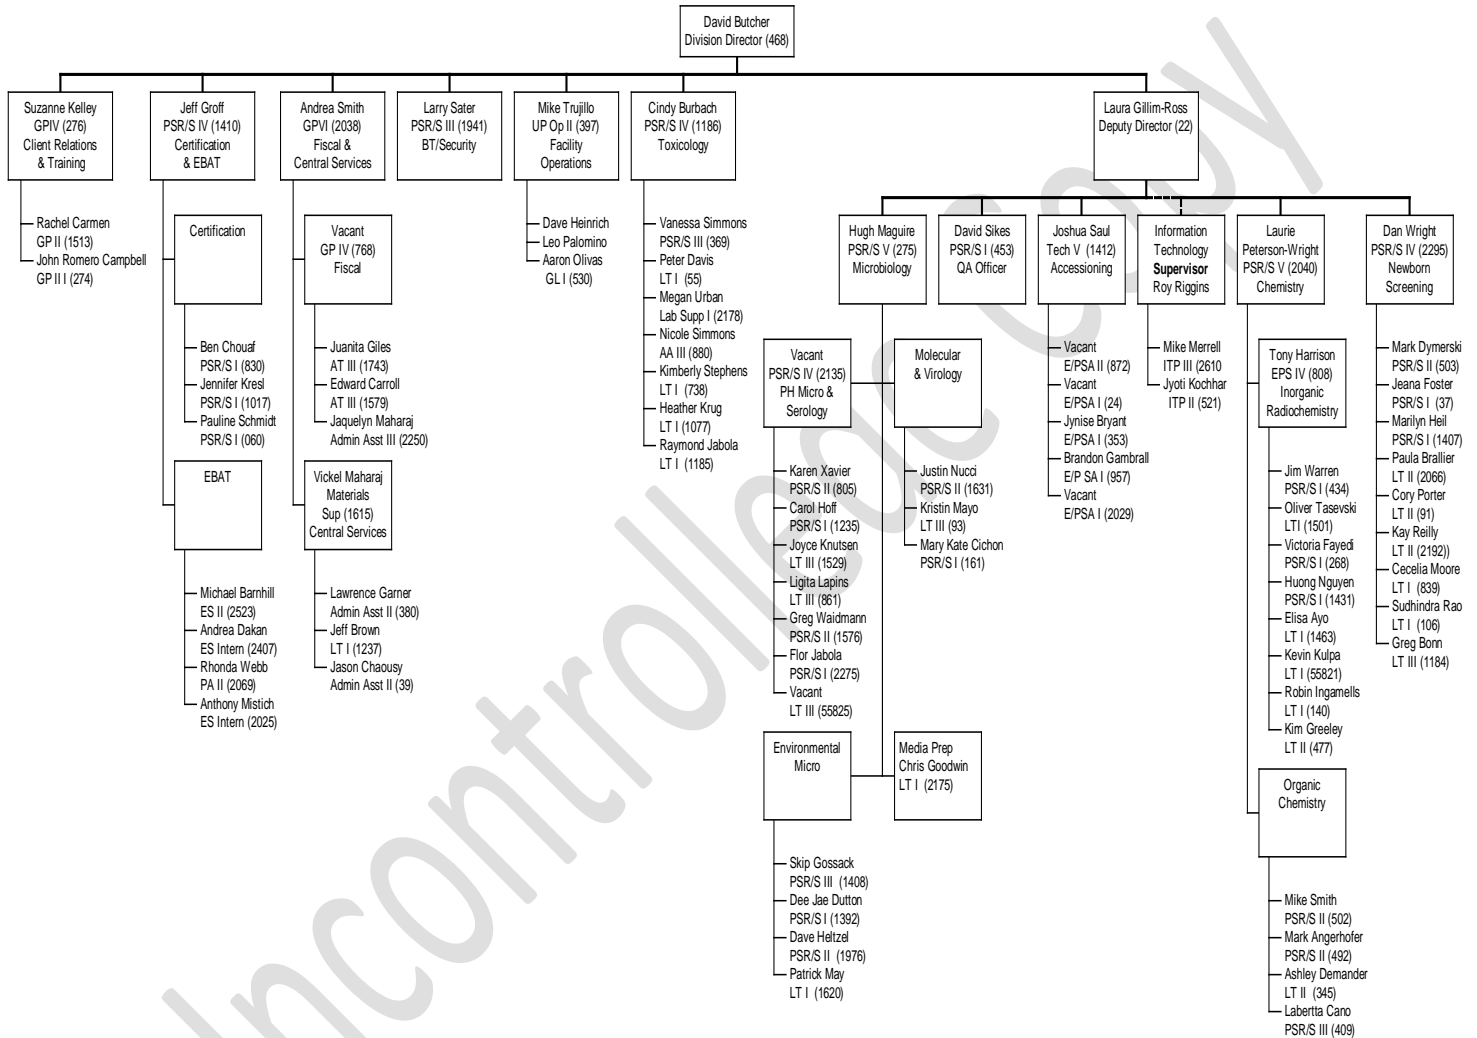 David Butcher
Division Director (468)
Suzanne Kelley
GPIV (276)
Client Relations
& Training
Rachel Carmen
GP II (1513)
John Romero Campbell
GP II I (274)
Jeff Groff
PSR/S IV (1410)
Certification
& EBAT
Certification
Ben Chouaf
PSR/S I (830)
Jennifer Kresl
PSR/S I (1017)
Pauline Schmidt
PSR/S I (060)
EBAT
Michael Barnhill
ES II (2523)
Andrea Dakan
ES Intern (2407)
Rhonda Webb
PA II (2069)
Anthony Mistich
ES Intern (2025)
Andrea Smith
GPVI (2038)
Fiscal &
Central Services
Vacant
GP IV (768)
Fiscal
Juanita Giles
AT III (1743)
Edward Carroll
AT III (1579)
Jaquelyn Maharaj
Admin Asst III (2250)
Vickel Maharaj
Materials
Sup (1615)
Central Services
Lawrence Garner
Admin Asst II (380)
Jeff Brown
LT I (1237)
Jason Chaousy
Admin Asst II (39)
Larry Sater
PSR/S III (1941)
BT/Security
Mike Trujillo
UP Op II (397)
Facility
Operations
Dave Heinrich
Leo Palomino
Aaron Olivas
GL I (530)
Cindy Burbach
PSR/S IV (1186)
Toxicology
Vanessa Simmons
PSR/S III (369)
Peter Davis
LT I (55)
Megan Urban
Lab Supp I (2178)
Nicole Simmons
AA III (880)
Kimberly Stephens
LT I (738)
Heather Krug
LT I (1077)
Raymond Jabola
LT I (1185)
Laura Gillim-Ross
Deputy Director (22)
Hugh Maguire
PSR/S V (275)
Microbiology
Vacant
PSR/S IV (2135)
PH Micro &
Serology
Karen Xavier
PSR/S II (805)
Carol Hoff
PSR/S I (1235)
Joyce Knutsen
LT III (1529)
Ligita Lapins
LT III (861)
Greg Waidmann
PSR/S II (1576)
Flor Jabola
PSR/S I (2275)
Vacant
LT III (55825)
Molecular
& Virology
Justin Nucci
PSR/S II (1631)
Kristin Mayo
LT III (93)
Mary Kate Cichon
PSR/S I (161)
Environmental
Micro
Skip Gossack
PSR/S III (1408)
Dee Jae Dutton
PSR/S I (1392)
Dave Heltzel
PSR/S II (1976)
Patrick May
LT I (1620)
Media Prep
Chris Goodwin
LT I (2175)
David Sikes
PSR/S I (453)
QA Officer
Joshua Saul
Tech V (1412)
Accessioning
Vacant
E/PSA II (872)
Vacant
E/PSA I (24)
Jynise Bryant
E/PSA I (353)
Brandon Gambrall
E/P SA I (957)
Vacant
E/PSA I (2029)
Information
Technology
Supervisor
Roy Riggins
Mike Merrell
ITP III (2610
Jyoti Kochhar
ITP II (521)
Laurie
Peterson-Wright
PSR/S V (2040)
Chemistry
Tony Harrison
EPS IV (808)
Inorganic
Radiochemistry
Jim Warren
PSR/S I (434)
Oliver Tasevski
LTI (1501)
Victoria Fayedi
PSR/S I (268)
Huong Nguyen
PSR/S I (1431)
Elisa Ayo
LT I (1463)
Kevin Kulpa
LT I (55821)
Robin Ingamells
LT I (140)
Kim Greeley
LT II (477)
Organic
Chemistry
Mike Smith
PSR/S II (502)
Mark Angerhofer
PSR/S II (492)
Ashley Demander
LT II (345)
Labertta Cano
PSR/S III (409)
Dan Wright
PSR/S IV (2295)
Newborn
Screening
Mark Dymerski
PSR/S II (503)
Jeana Foster
PSR/S I (37)
Marilyn Heil
PSR/S I (1407)
Paula Brallier
LT II (2066)
Cory Porter
LT II (91)
Kay Reilly
LT II (2192))
Cecelia Moore
LT I (839)
Sudhindra Rao
LT I (106)
Greg Bonn
LT III (1184)
Uncontrolled Copy